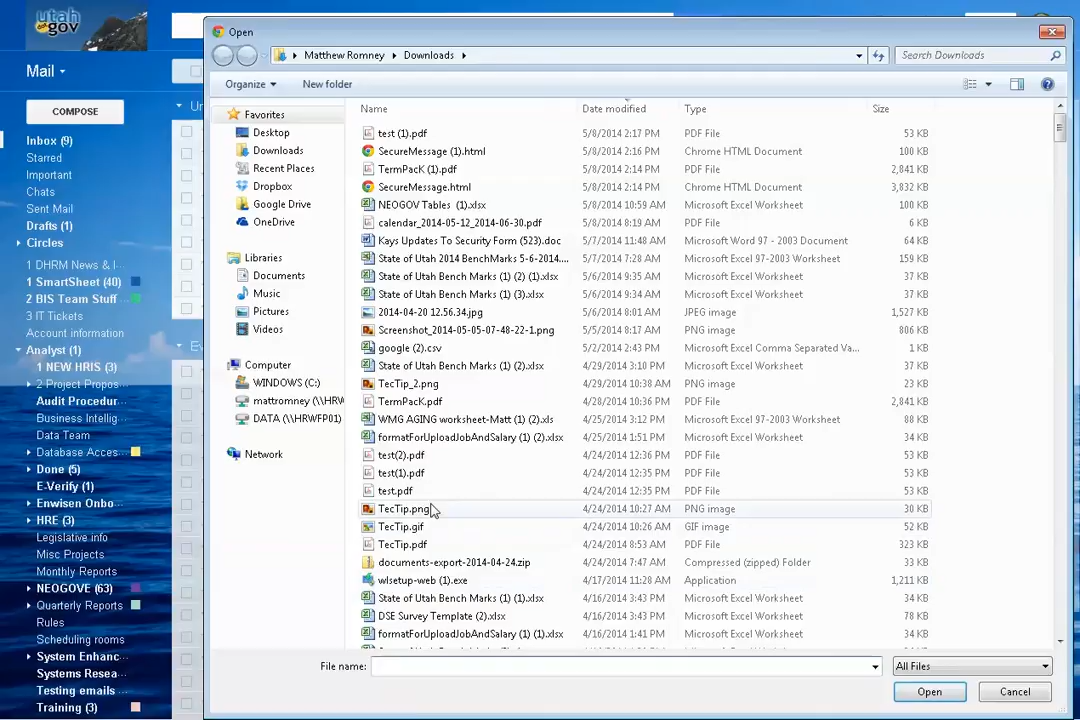 utah
gov
Mail
COMPOSE
Inbox (9)
Starred
Important
Chats
Sent Mail
Drafts (1)
Circles
1 DHRM News & I...
1 SmartSheet (40)
2 BIS Team Stuff
3 IT Tickets
Account information
Analyst (1)
1 NEW HRIS (3)
2 Project Propos...
Audit Procedur...
Business Intellig...
Data Team
Database Acces...
Done (5)
E-Verify (1)
Enwisen Onbo...
HRE (3)
Legislative info
Misc Projects
Monthly Reports
NEOGOVE (63)
Quarterly Reports
Rules
Scheduling rooms
System Enhanc...
Systems Resea...
Testing emails
Training (3)
Open
Matthew Romney Downloads
Search Downloads
Organize New folder
Favorites
Desktop
Downloads
Recent Places
Dropbox
Google Drive
OneDrive
Libraries
Documents
Music
Pictures
Videos
Computer
WINDOWS (C:)
mattromney (\\HRW
DATA (\\HRWFP01)
Network
Name Date modified Type Size
test (1).pdf 5/8/2014 2:17 PM PDF File 53 KB
SecureMessage (1).html 5/8/2014 2:16 PM Chrome HTML Document 100 KB
TermPacK (1).pdf 5/8/2014 2:14 PM PDF File 2,841 KB
SecureMessage.html 5/8/2014 2:14 PM Chrome HTML Document 3,832 KB
NEOGOV Tables (1).xlsx 5/8/2014 10:59 AM Microsoft Excel Worksheet 100 KB
calendar_2014-05-12_2014-06-30.pdf 5/8/2014 8:19 AM PDF File 6 KB
Kays Updates To Security Form (523).doc 5/7/2014 11:48 AM Microsoft Word 97 - 2003 Document 64 KB
State of Utah 2014 BenchMarks 5-6-2014.... 5/7/2014 7:28 AM Microsoft Excel 97-2003 Worksheet 159 KB
State of Utah Bench Marks (1) (2) (1).xlsx 5/6/2014 9:35 AM Microsoft Excel Worksheet 37 KB
State of Utah Bench Marks (1) (3).xlsx 5/6/2014 9:34 AM Microsoft Excel Worksheet 37 KB
2014-04-20 12.56.34.jpg 5/6/2014 8:01 AM JPEG image 1,527 KB
Screenshot_2014-05-05-07-48-22-1.png 5/5/2014 8:17 AM PNG image 806 KB
google (2).csv 5/2/2014 2:43 PM Microsoft Excel Comma Separated Va... 1 KB
State of Utah Bench Marks (1) (2).xlsx 4/29/2014 3:10 PM Microsoft Excel Worksheet 37 KB
TecTip_2.png 4/29/2014 10:38 AM PNG image 23 KB
TermPacK.pdf 4/28/2014 10:36 PM PDF File 2,841 KB
WMG AGING worksheet-Matt (1) (2).xls 4/25/2014 3:12 PM Microsoft Excel 97-2003 Worksheet 88 KB
formatForUploadJobAndSalary (1) (2).xlsx 4/25/2014 1:51 PM Microsoft Excel Worksheet 34 KB
test(2).pdf 4/24/2014 12:36 PM PDF File 53 KB
test(1).pdf 4/24/2014 12:35 PM PDF File 53 KB
test.pdf 4/24/2014 12:35 PM PDF File 53 KB
TecTip.png 4/24/2014 10:27 AM PNG image 30 KB
TecTip.gif 4/24/2014 10:26 AM GIF image 52 KB
TecTip.pdf 4/24/2014 8:53 AM PDF File 323 KB
documents-export-2014-04-24.zip 4/24/2014 7:47 AM Compressed (zipped) Folder 33 KB
wlsetup-web (1).exe 4/17/2014 11:28 AM Application 1,211 KB
State of Utah Bench Marks (1) (1).xlsx 4/16/2014 3:43 PM Microsoft Excel Worksheet 34 KB
DSE Survey Template (2).xlsx 4/16/2014 3:43 PM Microsoft Excel Worksheet 78 KB
formatForUploadJobAndSalary (1) (1).xlsx 4/16/2014 1:41 PM Microsoft Excel Worksheet 34 KB
File name: All Files
Open Cancel